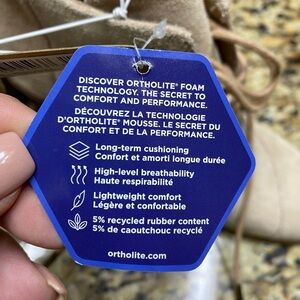 DISCOVER ORTHOLITE® FOAM
TECHNOLOGY. THE SECRET TO
COMFORT AND PERFORMANCE.
DÉCOUVREZ LA TECHNOLOGIE
D'ORTHOLITE® MOUSSE. LE SECRET DU
CONFORT ET DE LA PERFORMANCE.
Long-term cushioning
Confort et amorti longue durée
High-level breathability
Haute respirabilité
Lightweight comfort
Légère et confortable
5% recycled rubber content
5% de caoutchouc recyclé
ortholite.com